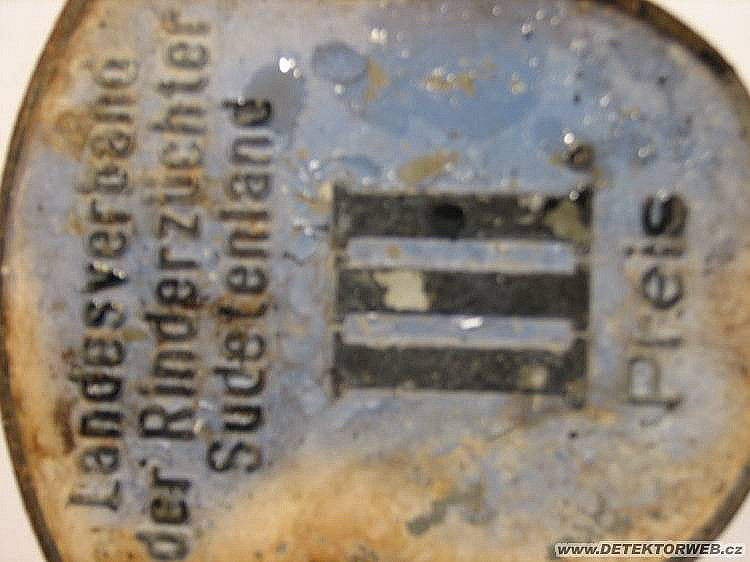 Landesverband
der Rinderzüchter
Sudetenland
III
Preis
www.DETEKTORWEB.cz